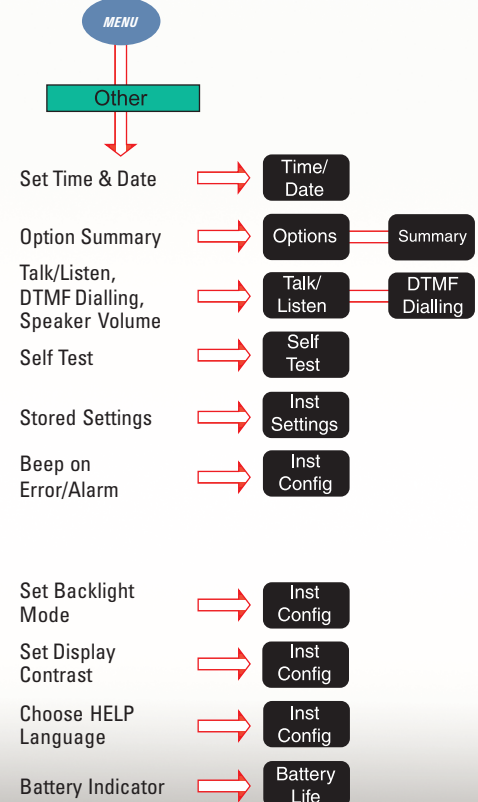 MENU
Other
Set Time & Date
Time/
Date
Option Summary
Options
Summary
Talk/Listen,
DTMF Dialling,
Speaker Volume
Talk/
Listen
DTMF
Dialling
Self Test
Self
Test
Stored Settings
Inst
Settings
Beep on
Error/Alarm
Inst
Config
Set Backlight
Mode
Inst
Config
Set Display
Contrast
Inst
Config
Choose HELP
Language
Inst
Config
Battery Indicator
Battery
Life